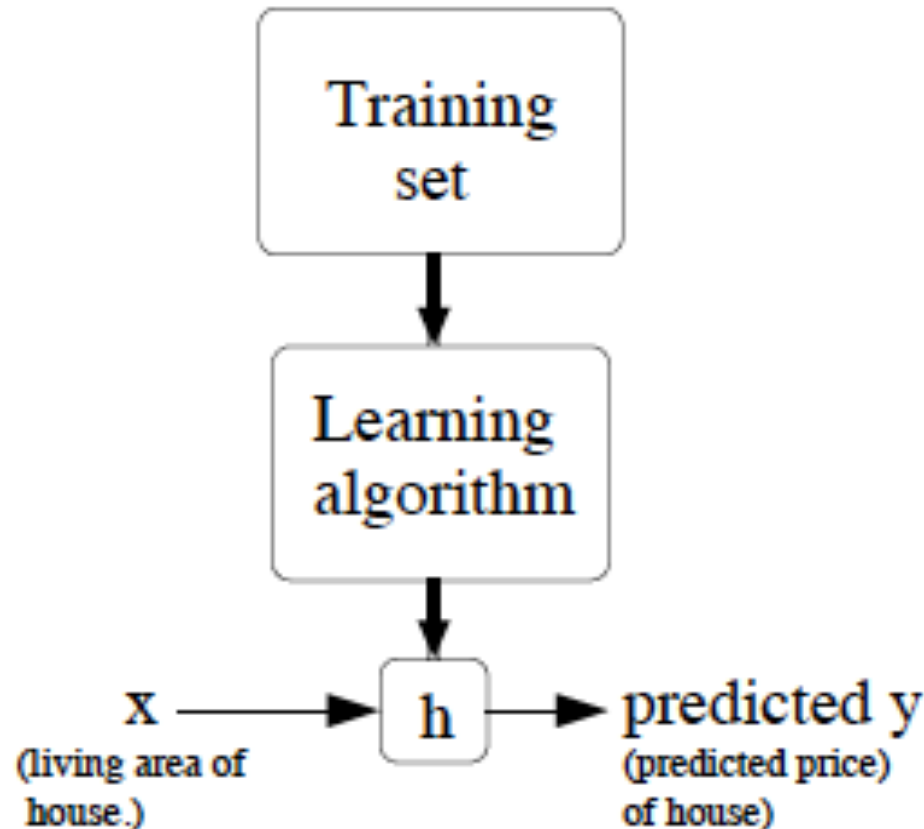 Training
set
Learning
algorithm
x
h
predicted y
(living area of
house.)
(predicted price)
of house)